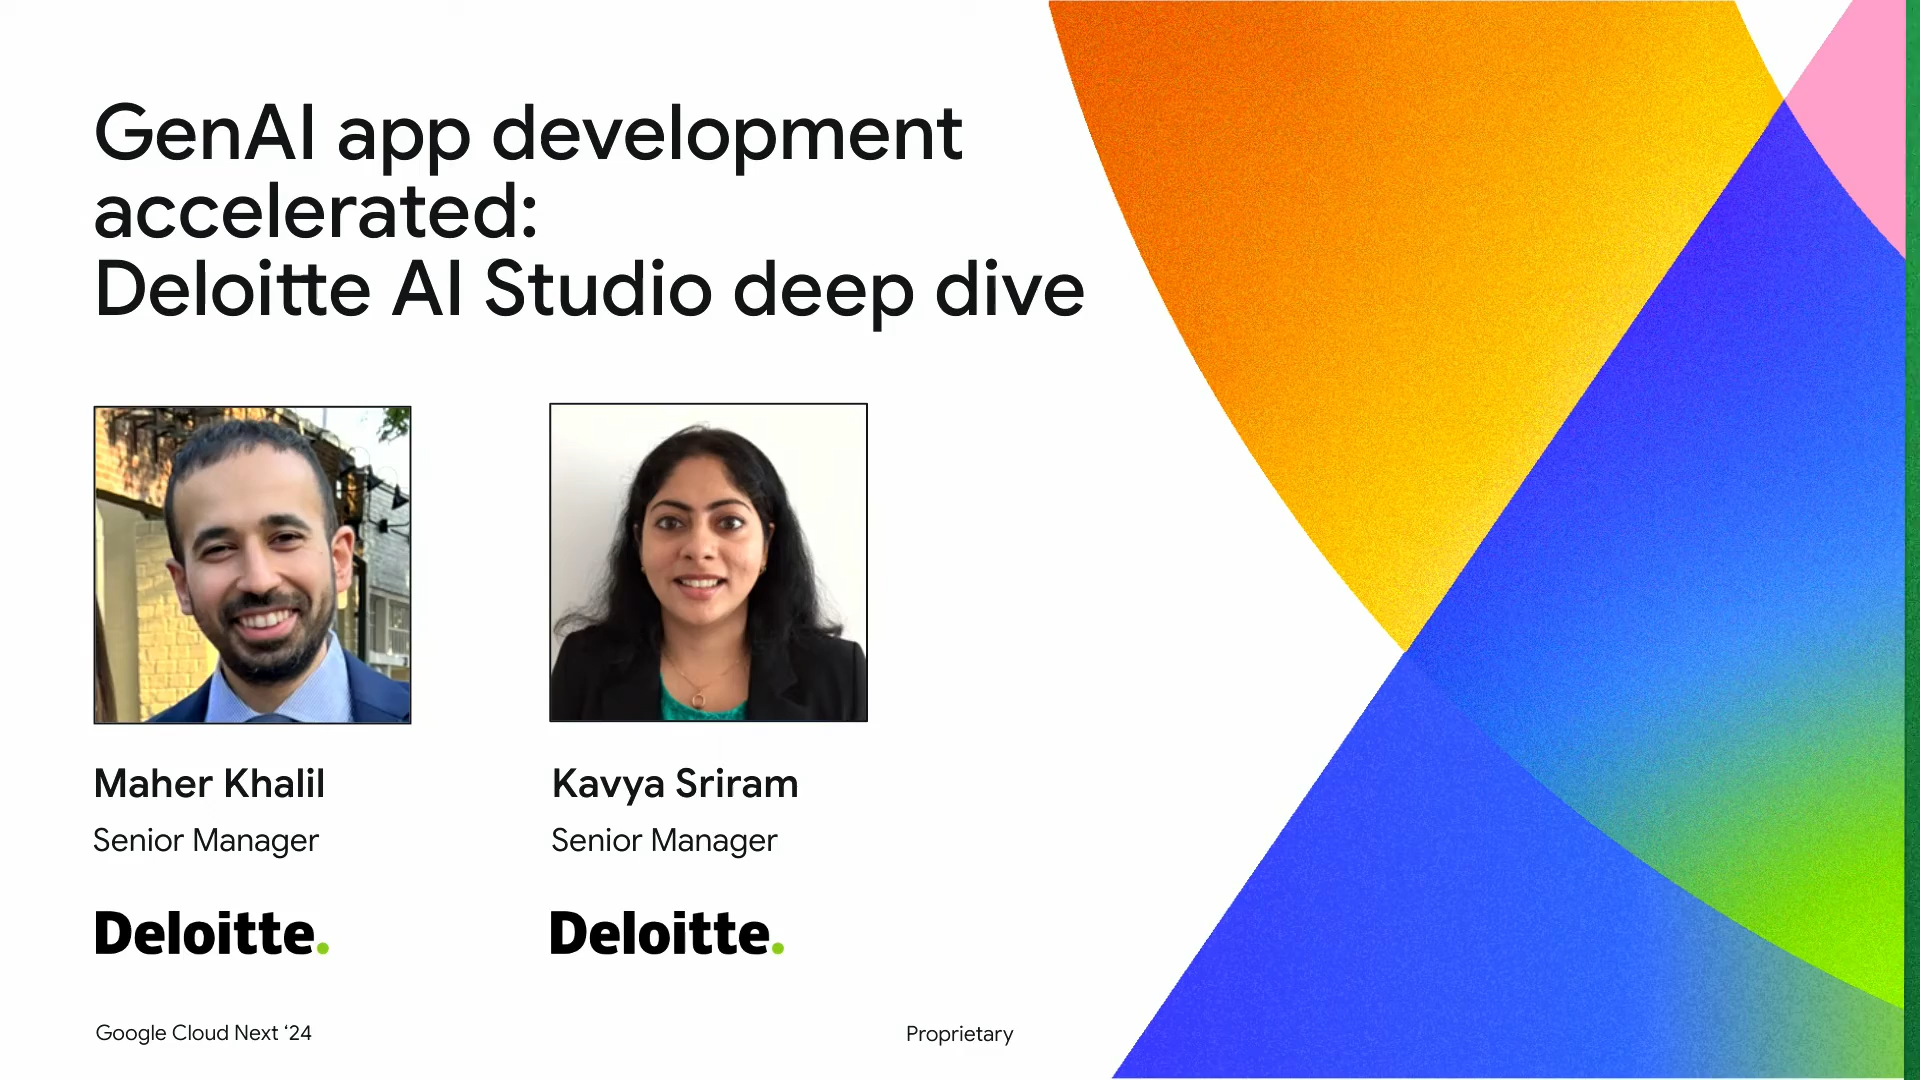 GenAI app development
accelerated:
Deloitte AI Studio deep dive
Maher Khalil
Senior Manager
Deloitte.
Kavya Sriram
Senior Manager
Deloitte.
Google Cloud Next ‘24
Proprietary